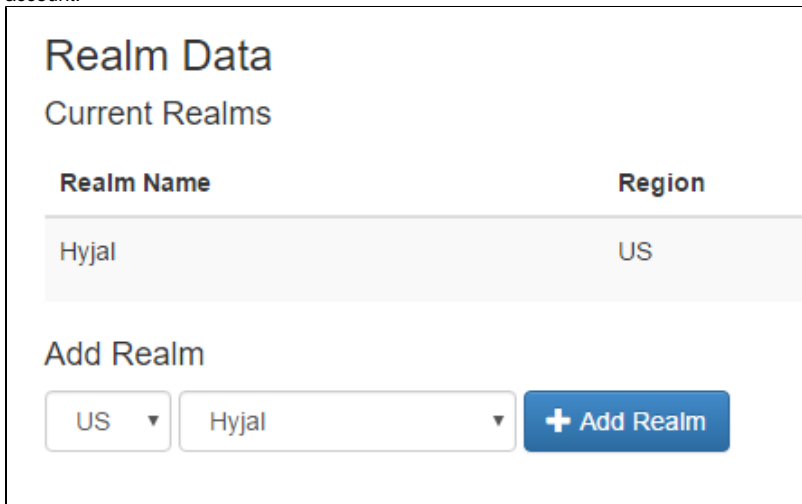 Realm Data
Current Realms
Realm Name Region
Hyjal US
Add Realm
US Hyjal Add Realm